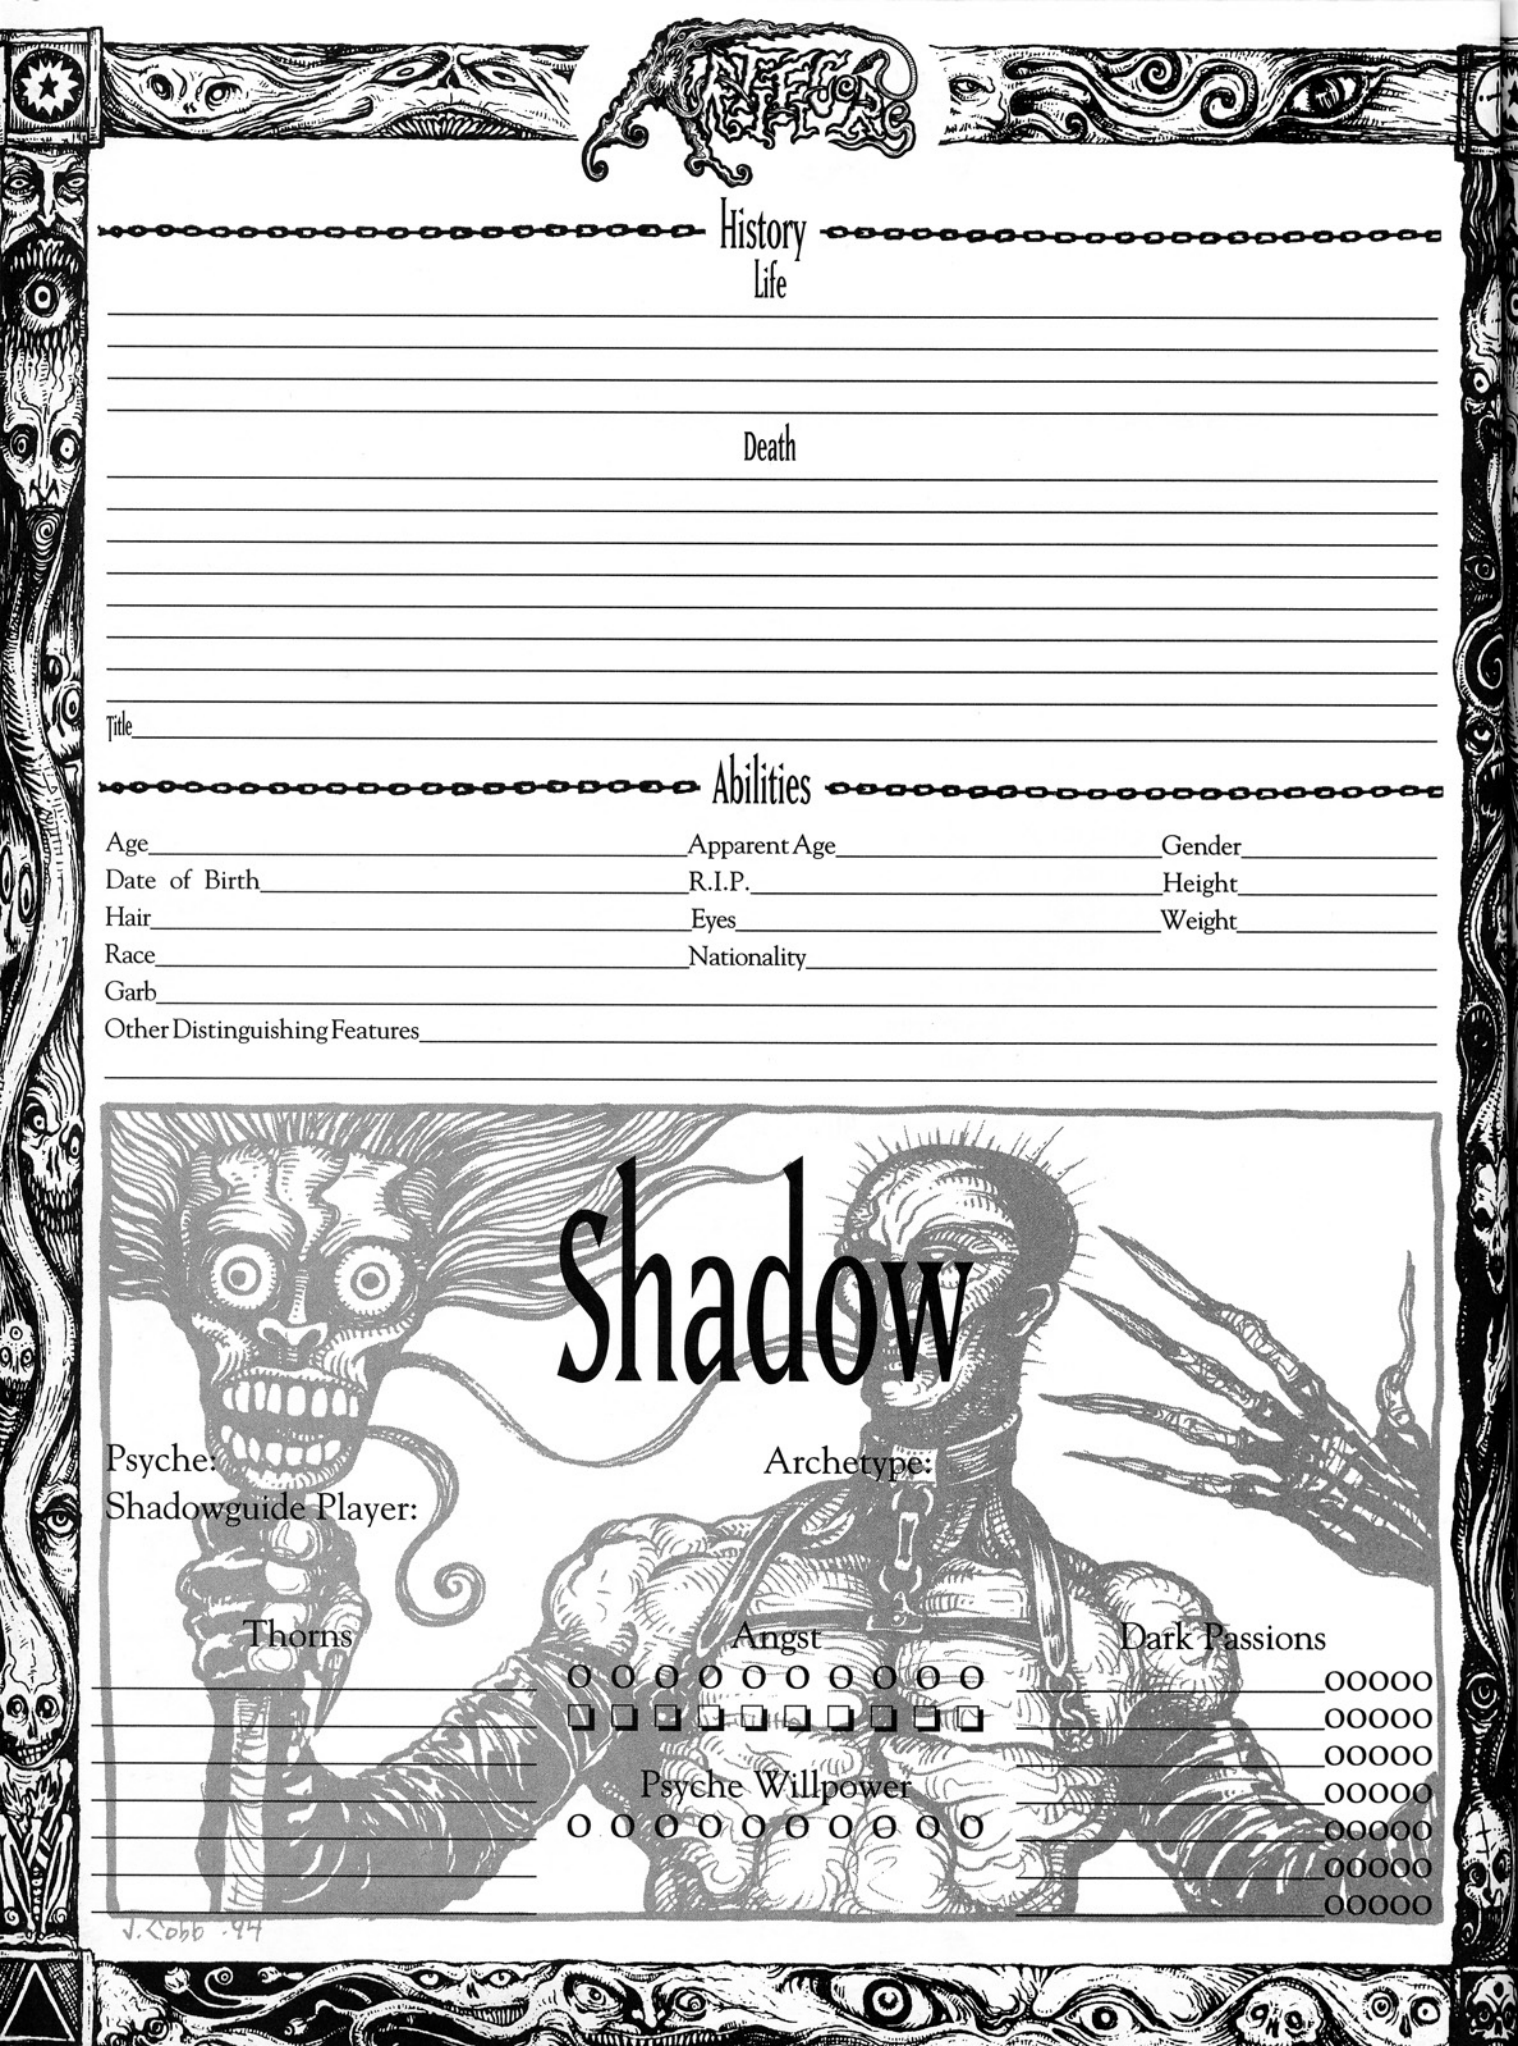 History
Life
Death
Title
Abilities
Age Apparent Age Gender
Date of Birth R.I.P. Height
Hair Eyes Weight
Race Nationality
Garb
Other Distinguishing Features
Shadow
Psyche: Archetype:
Shadowguide Player:
Thorns Angst Dark Passions
Psyche Willpower
J. Cobb -94